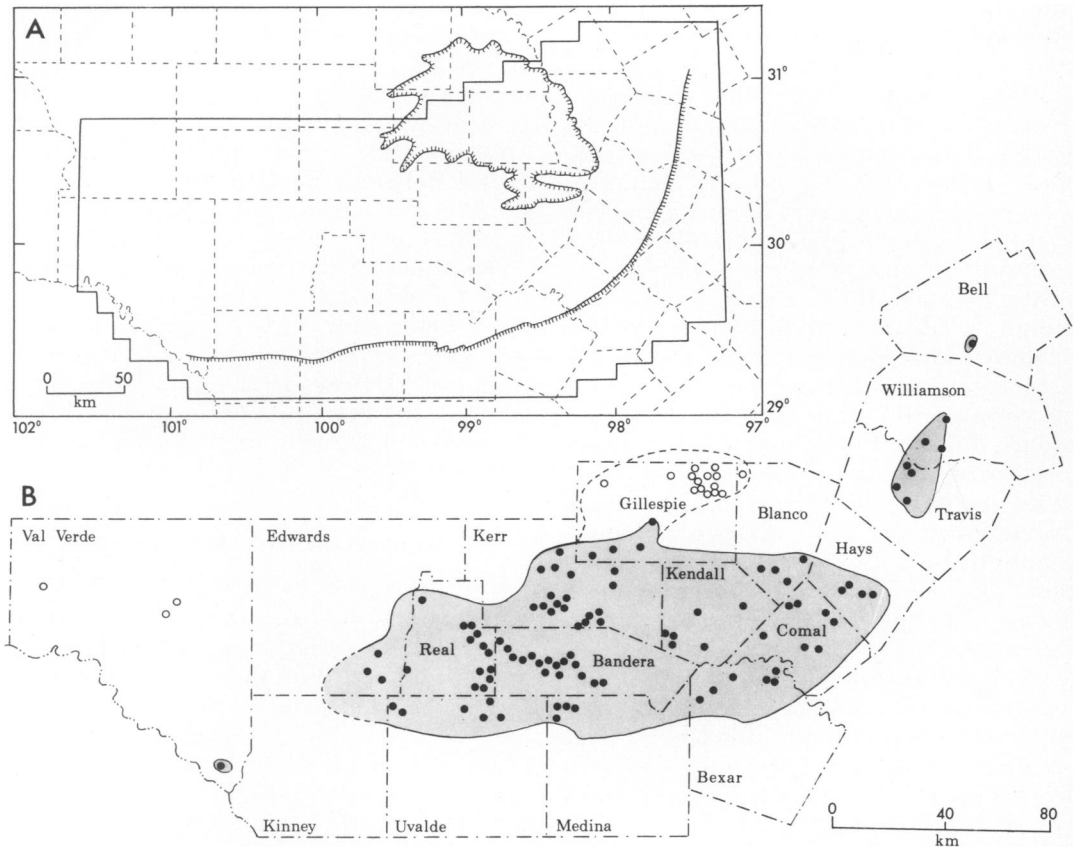 A
31°
30°
0 50
km
29°
102° 101° 100° 99° 98° 97°
Bell
Williamson
B
Gillespie
Blanco
Travis
Val Verde
Edwards
Kerr
Hays
Kendall
Comal
Real
Bandera
Bexar
Kinney
Uvalde
Medina
0 40 80
km